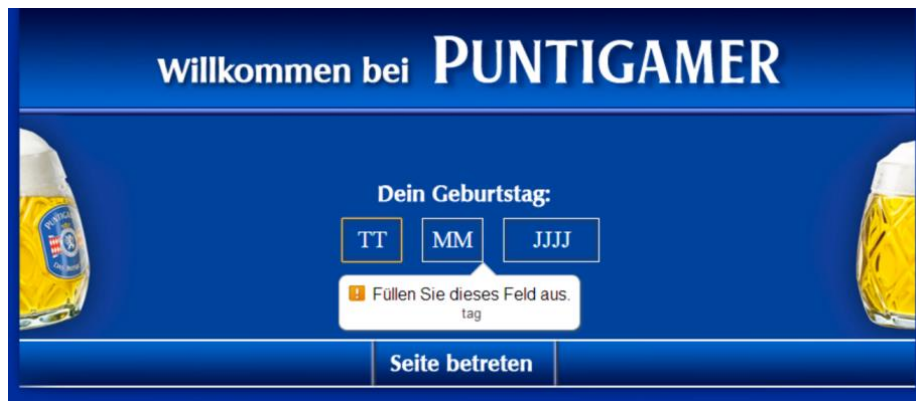 Willkommen bei PUNTIGAMER
Dein Geburtstag:
TT MM JJJJ
Füllen Sie dieses Feld aus.
tag
Seite betreten